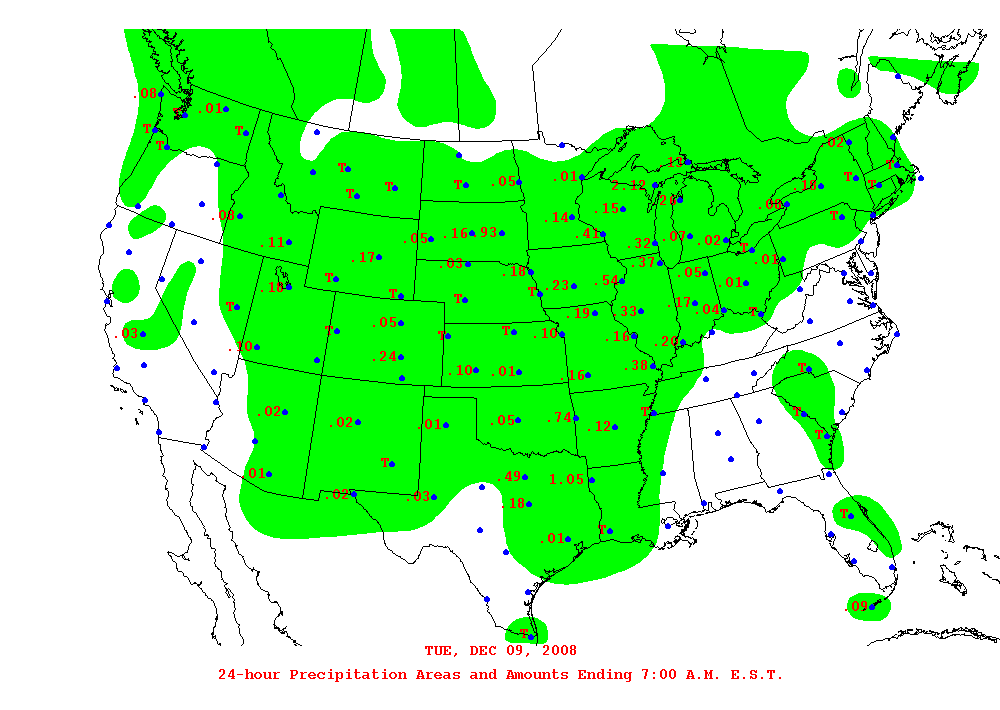 .08
.01
T
T
T
.02
.11
T
T
T
T
.05
.01
2.12
.18
T
T
.26
.00
T
.08
.14
.15
.05
.16
.93
.41
.32
.07
.02
T
.11
.17
.03
.37
.01
.18
.05
T
.54
.01
.18
T
T
T
.23
.17
.04
T
T
.19
.33
.05
.03
T
T
T
.10
.16
.20
.10
.24
.38
T
.10
.01
.16
.02
.74
T
T
.02
.01
.05
.12
T
T
.01
.49
1.05
.02
.03
.18
T
T
.01
.09
T
TUE, DEC 09, 2008
24-hour Precipitation Areas and Amounts Ending 7:00 A.M. E.S.T.